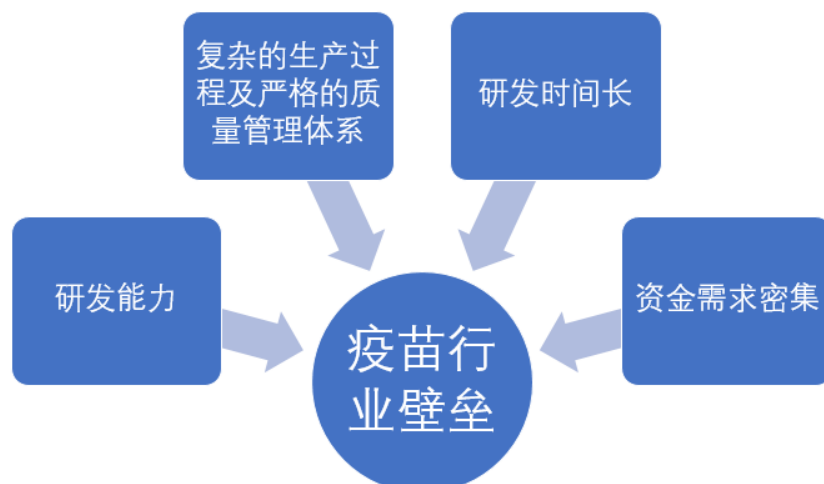 复杂的生产过
程及严格的质
量管理体系
研发时间长
研发能力
资金需求密集
疫苗行
业壁垒